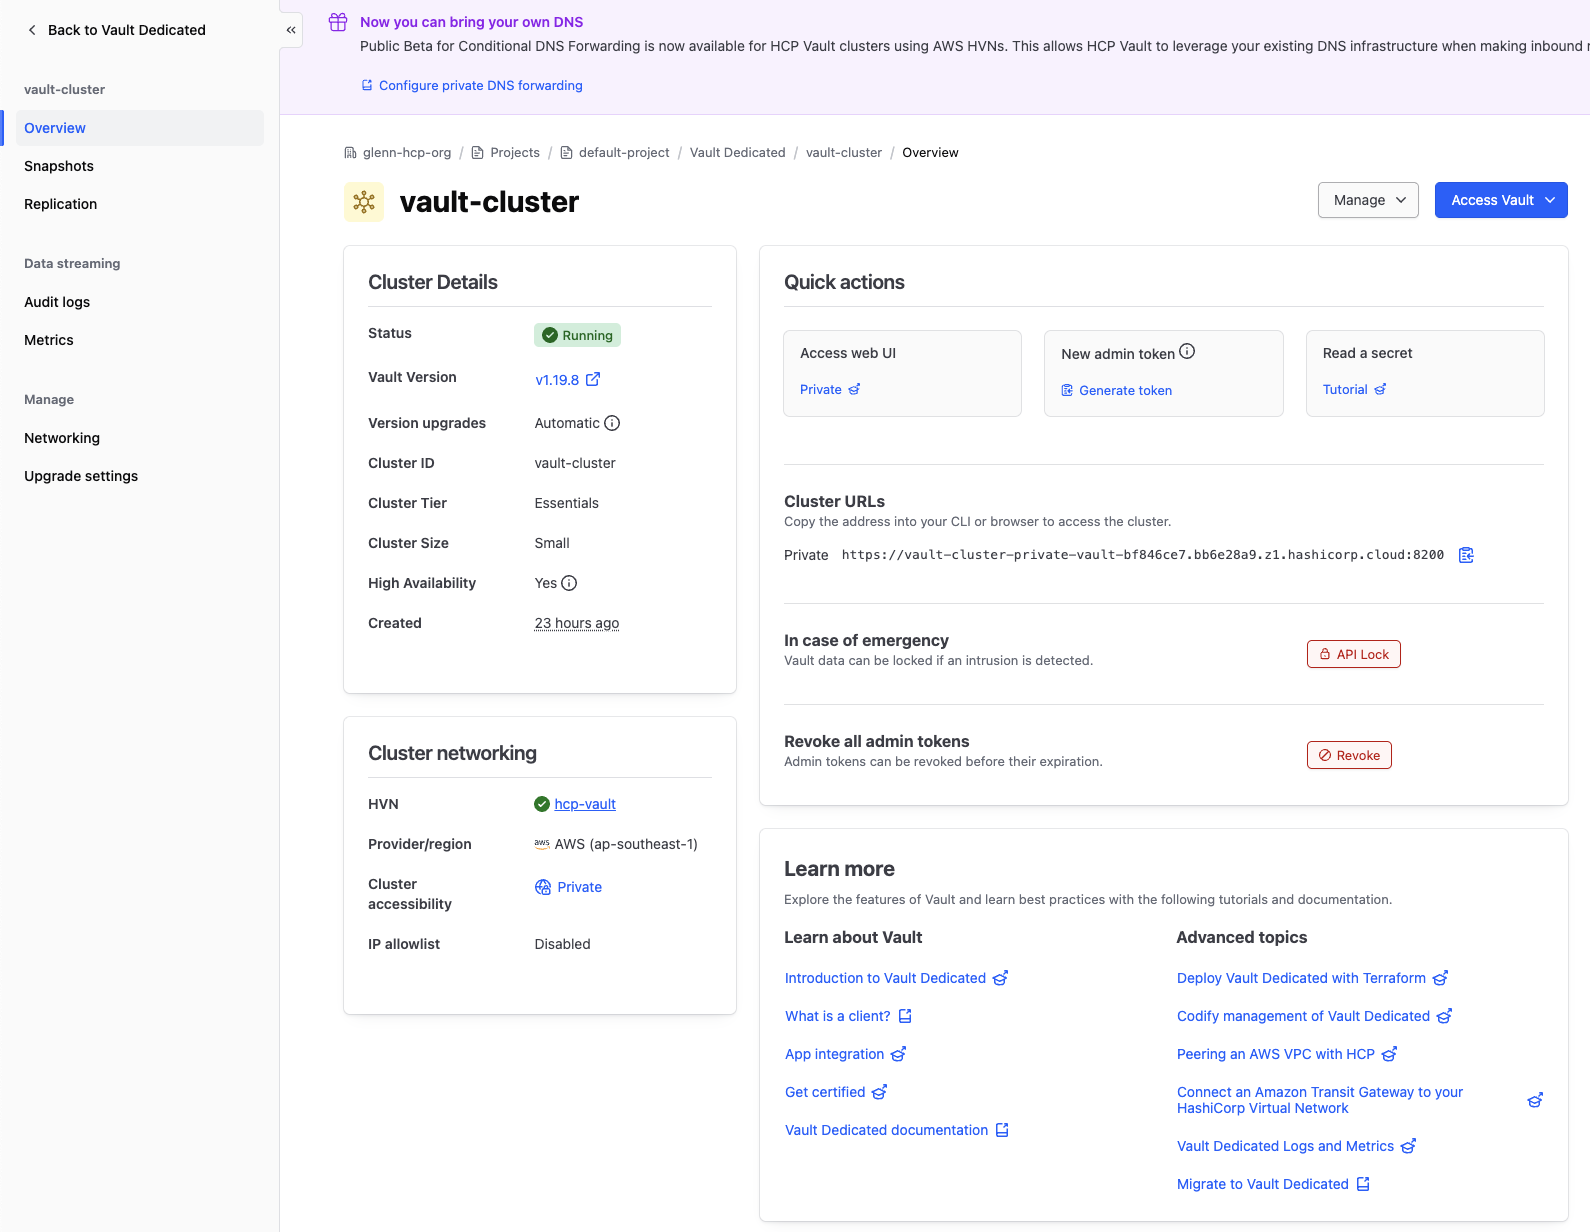 Back to Vault Dedicated
vault-cluster
Overview
Snapshots
Replication
Data streaming
Audit logs
Metrics
Manage
Networking
Upgrade settings
Now you can bring your own DNS
Public Beta for Conditional DNS Forwarding is now available for HCP Vault clusters using AWS HVNs. This allows HCP Vault to leverage your existing DNS infrastructure when making inbound
Configure private DNS forwarding
glenn-hcp-org / Projects / default-project / Vault Dedicated / vault-cluster / Overview
vault-cluster
Manage
Access Vault
Cluster Details
Status Running
Vault Version v1.19.8
Version upgrades Automatic
Cluster ID vault-cluster
Cluster Tier Essentials
Cluster Size Small
High Availability Yes
Created 23 hours ago
Cluster networking
HVN hcp-vault
Provider/region aws AWS (ap-southeast-1)
Cluster
accessibility
Private
IP allowlist Disabled
Quick actions
Access web UI
Private
New admin token
Generate token
Read a secret
Tutorial
Cluster URLs
Copy the address into your CLI or browser to access the cluster.
Private https://vault-cluster-private-vault-bf846ce7.bb6e28a9.z1.hashicorp.cloud:8200
In case of emergency
Vault data can be locked if an intrusion is detected.
API Lock
Revoke all admin tokens
Admin tokens can be revoked before their expiration.
Revoke
Learn more
Explore the features of Vault and learn best practices with the following tutorials and documentation.
Learn about Vault
Introduction to Vault Dedicated
What is a client?
App integration
Get certified
Vault Dedicated documentation
Advanced topics
Deploy Vault Dedicated with Terraform
Codify management of Vault Dedicated
Peering an AWS VPC with HCP
Connect an Amazon Transit Gateway to your
HashiCorp Virtual Network
Vault Dedicated Logs and Metrics
Migrate to Vault Dedicated